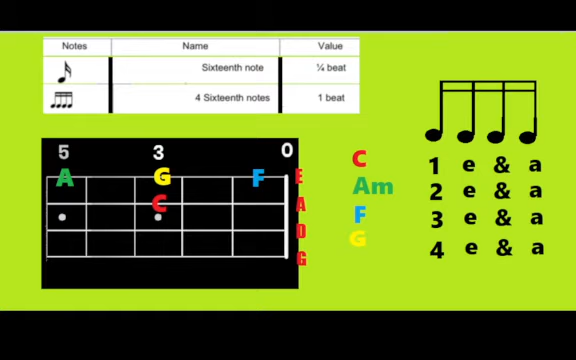 Notes Name Value
Sixteenth note ¼ beat
4 Sixteenth notes 1 beat
5 3 0
A G F E
C A
D
G
C
Am
F
G
1 e & a
2 e & a
3 e & a
4 e & a